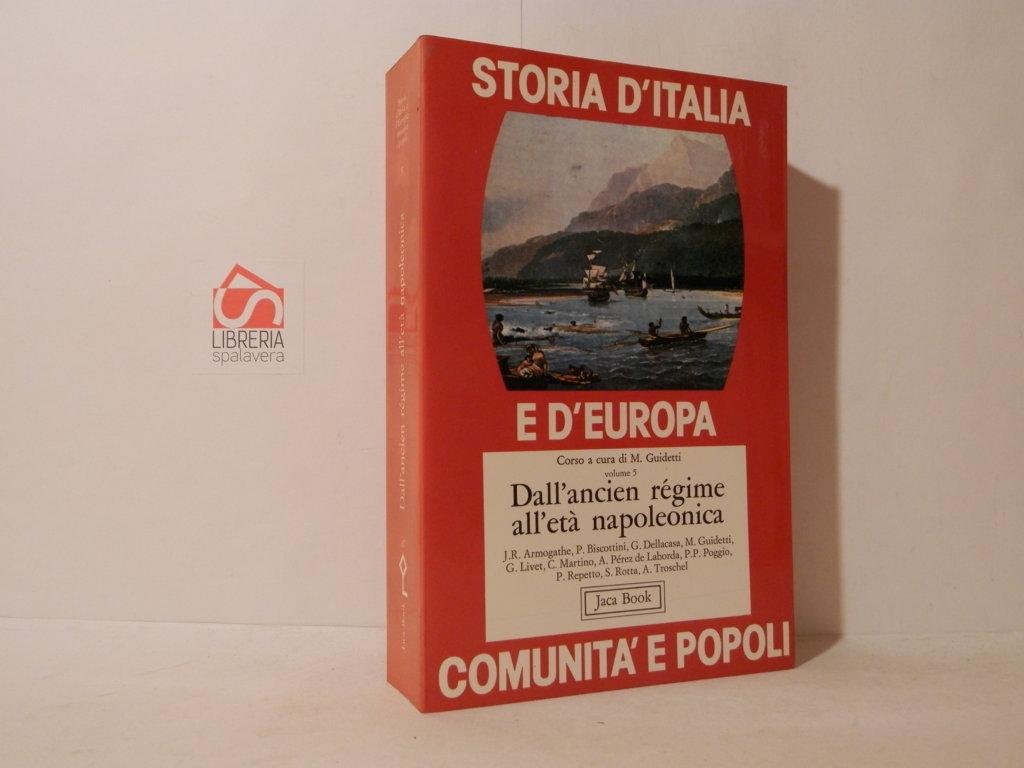 STORIA D'ITALIA
E D'EUROPA
Corso a cura di M. Guidetti
volume 5
Dall'ancien régime
all'età napoleonica
J.R. Armogathe, P. Biscottini, G. Dellacasa, M. Guidetti,
G. Livet, C. Martino, A. Pérez de Laborda, P.P. Poggio,
P. Repetto, S. Rotta, A. Troschel
Jaca Book
COMUNITA' E POPOLI
Dall'ancien régime all'età napoleonica
Jaca Book
LIBRERIA
spalavera